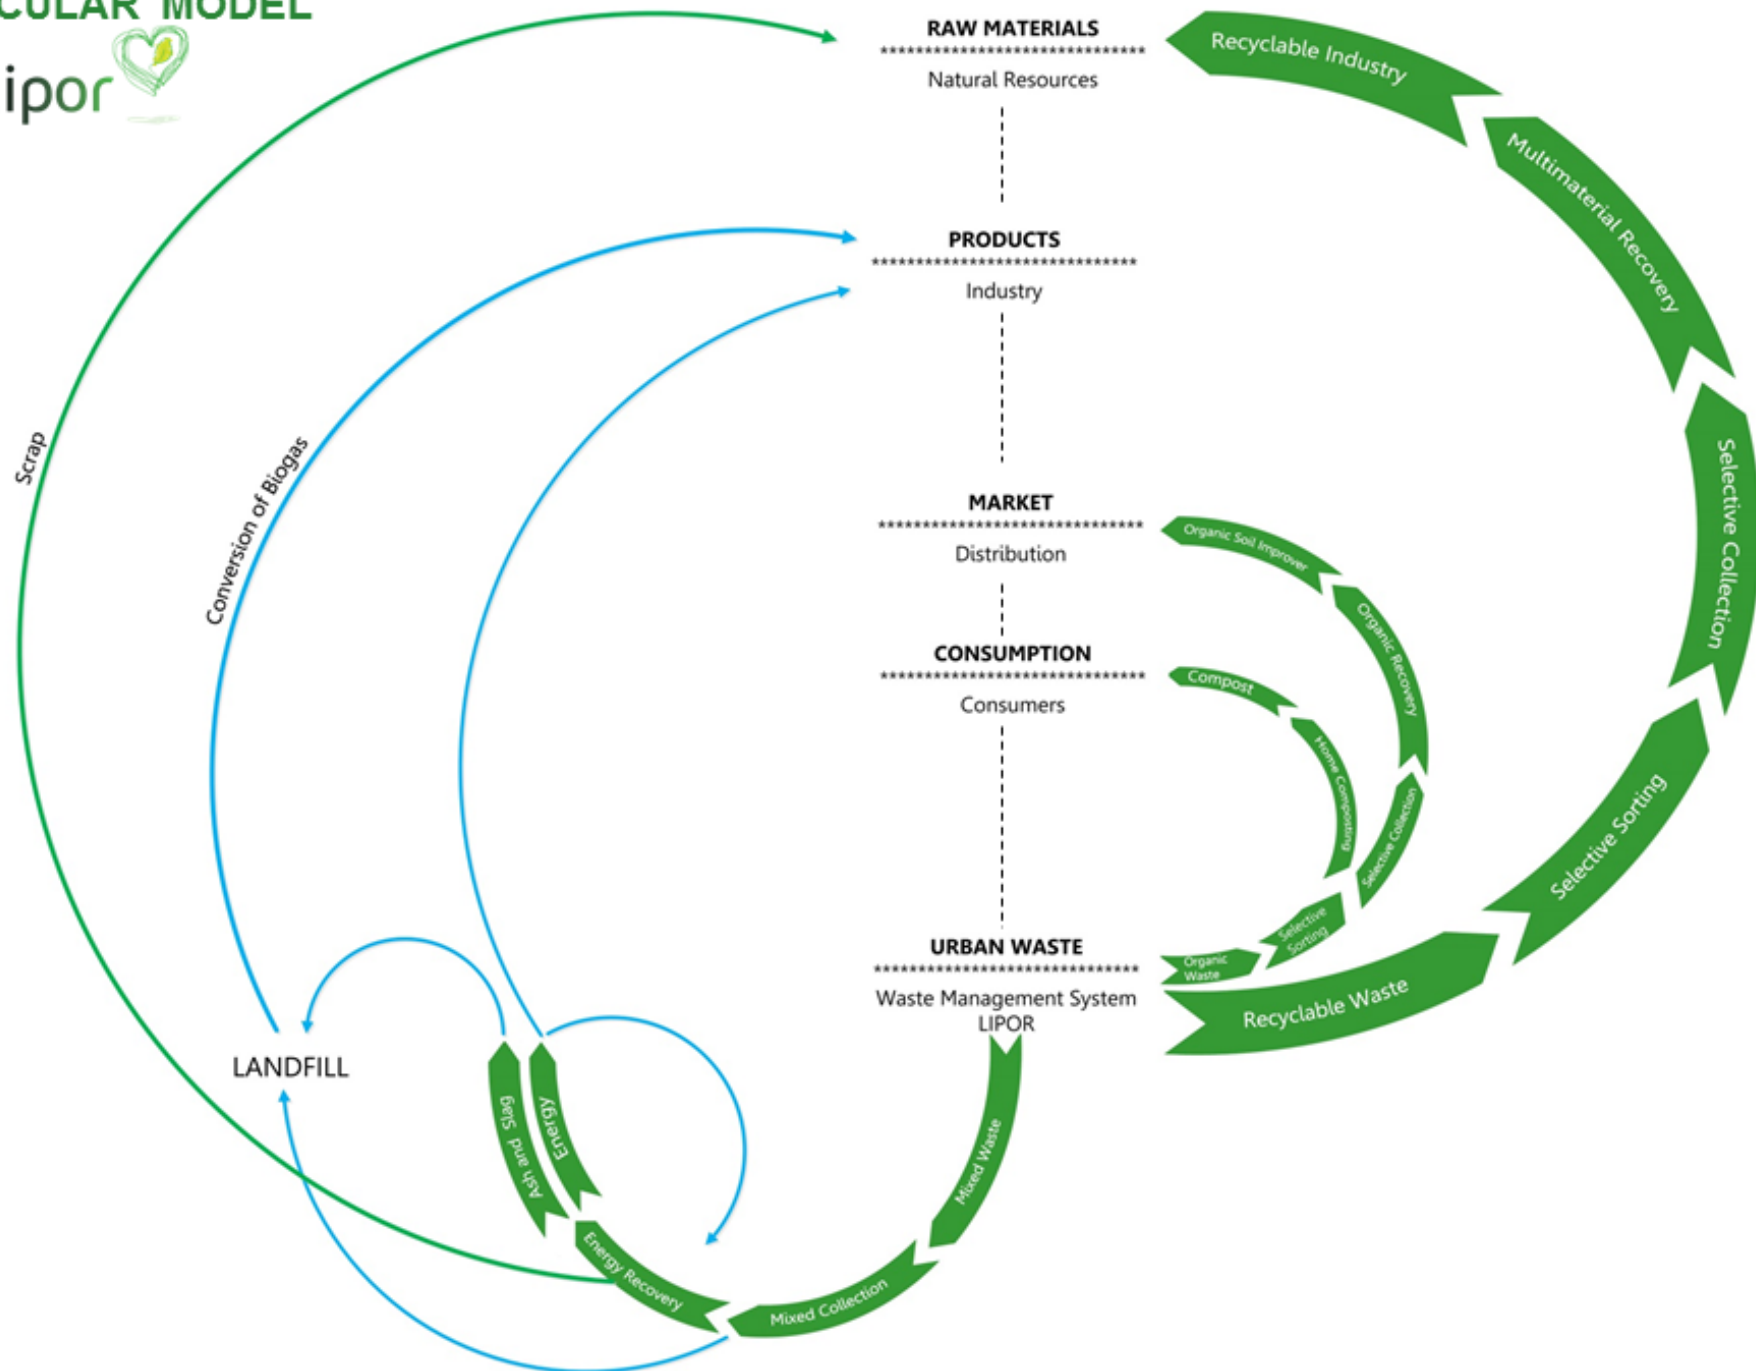 CULAR MODEL
ipor
RAW MATERIALS
*******************************
Natural Resources
PRODUCTS
*******************************
Industry
MARKET
*******************************
Distribution
CONSUMPTION
*******************************
Consumers
URBAN WASTE
*******************************
Waste Management System
LIPOR
Recyclable Industry
Multimaterial Recovery
Selective Collection
Selective Sorting
Recyclable Waste
Organic Soil Improver
Organic Recovery
Selective Collection
Selective
Sorting
Organic
Waste
Compost
Home Composting
Scrap
Conversion of Biogas
LANDFILL
Ash and Slag
Energy
Energy Recovery
Mixed Collection
Mixed Waste